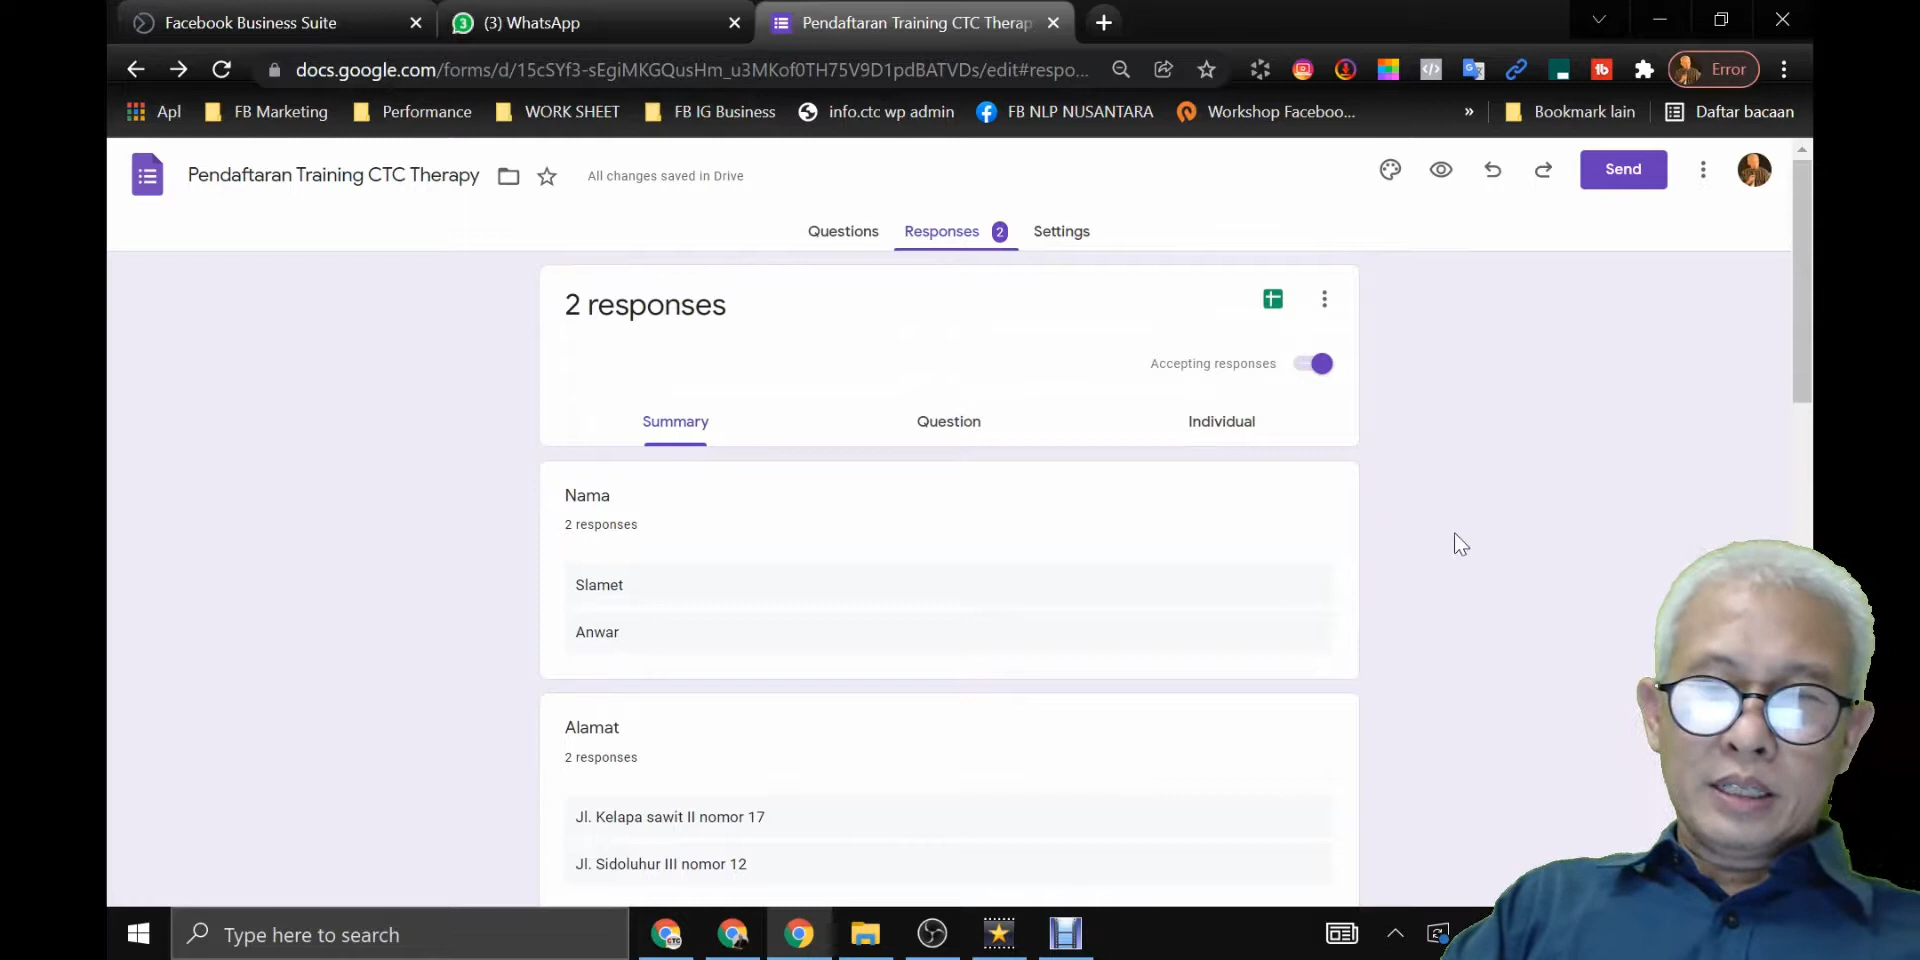 Facebook Business Suite
(3) WhatsApp
Pendaftaran Training CTC Therap
docs.google.com/forms/d/15cSYf3-sEgiMKGQusHm_u3MKof0TH75V9D1pdBATVDs/edit#respo...
Error
Apl
FB Marketing
Performance
WORK SHEET
FB IG Business
info.ctc wp admin
FB NLP NUSANTARA
Workshop Faceboo...
»
Bookmark lain
Daftar bacaan
Pendaftaran Training CTC Therapy
All changes saved in Drive
Send
Questions
Responses 2
Settings
2 responses
Accepting responses
Summary
Question
Individual
Nama
2 responses
Slamet
Anwar
Alamat
2 responses
Jl. Kelapa sawit II nomor 17
Jl. Sidoluhur III nomor 12
Type here to search